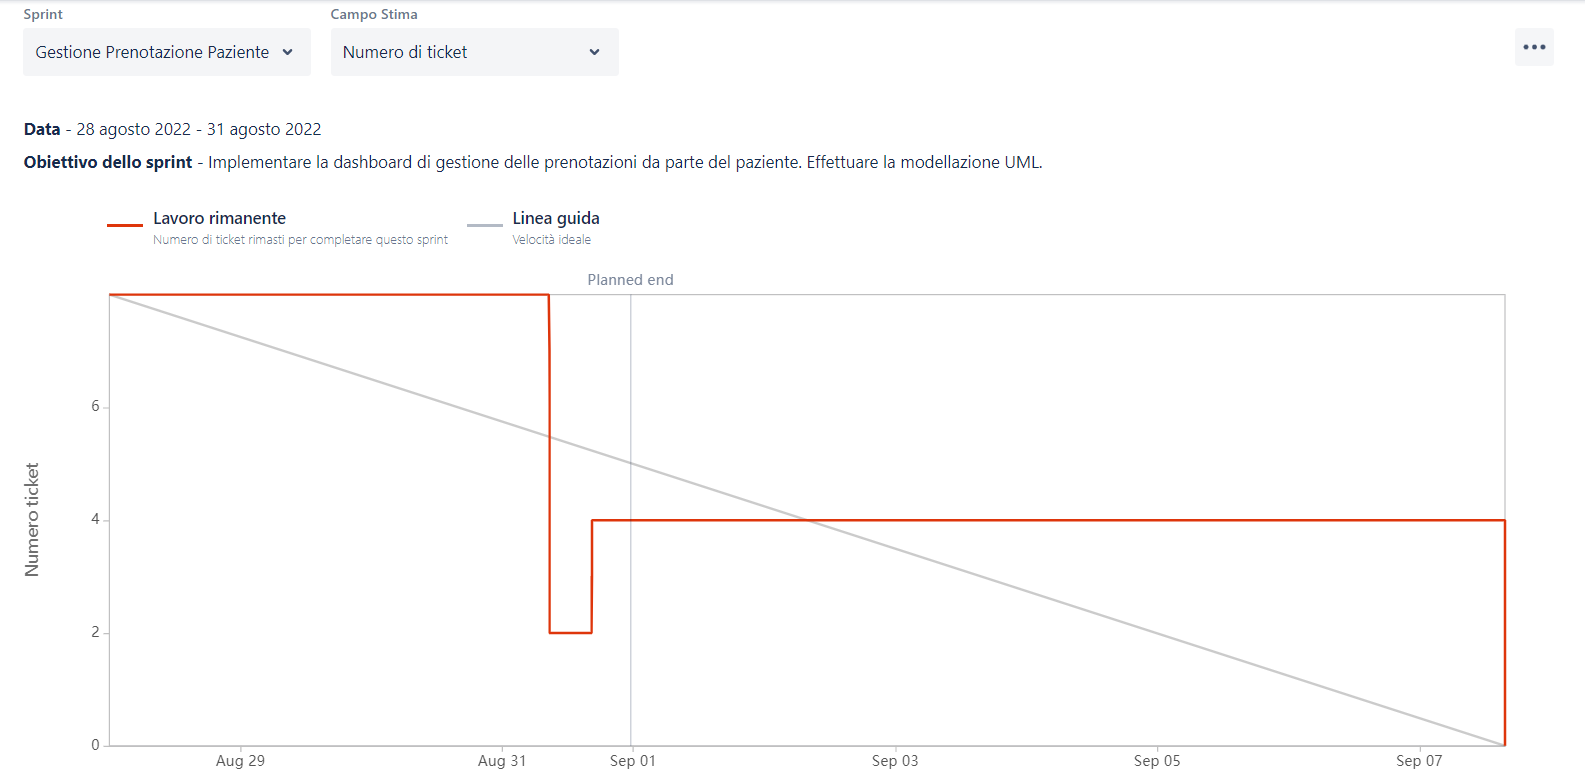 Sprint
Campo Stima
Gestione Prenotazione Paziente
Numero di ticket
Data - 28 agosto 2022 - 31 agosto 2022
Obiettivo dello sprint - Implementare la dashboard di gestione delle prenotazioni da parte del paziente. Effettuare la modellazione UML.
Lavoro rimanente
Numero di ticket rimasti per completare questo sprint
Linea guida
Velocità ideale
Planned end
Numero ticket
6
4
2
0
Aug 29
Aug 31
Sep 01
Sep 03
Sep 05
Sep 07